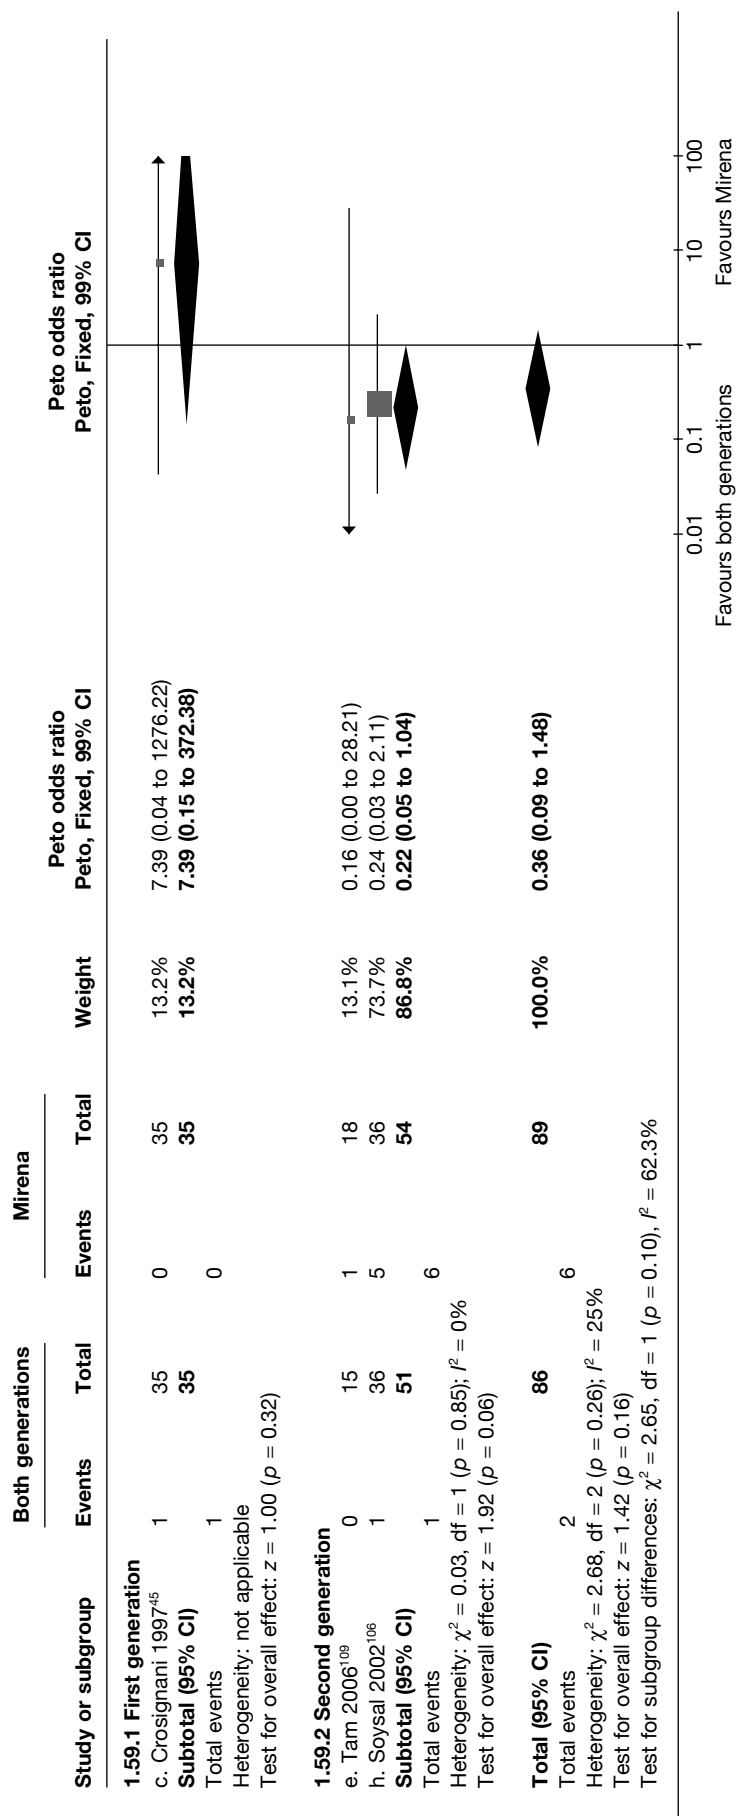 Both generations Mirena Peto odds ratio Peto odds ratio
Study or subgroup Events Total Events Total Weight Peto, Fixed, 99% CI Peto, Fixed, 99% CI
1.59.1 First generation
c. Crosignani 1997⁴⁵ 1 35 0 35 13.2% 7.39 (0.04 to 1276.22)
Subtotal (95% CI) 35 35 13.2% 7.39 (0.15 to 372.38)
Total events 1 0
Heterogeneity: not applicable
Test for overall effect: z = 1.00 (p = 0.32)
1.59.2 Second generation
e. Tam 2006¹⁰⁹ 0 15 1 18 13.1% 0.16 (0.00 to 28.21)
h. Soysal 2002¹⁰⁶ 1 36 5 36 73.7% 0.24 (0.03 to 2.11)
Subtotal (95% CI) 51 54 86.8% 0.22 (0.05 to 1.04)
Total events 1 6
Heterogeneity: χ² = 0.03, df = 1 (p = 0.85); I² = 0%
Test for overall effect: z = 1.92 (p = 0.06)
Total (95% CI) 86 89 100.0% 0.36 (0.09 to 1.48)
Total events 2 6
Heterogeneity: χ² = 2.68, df = 2 (p = 0.26); I² = 25%
Test for overall effect: z = 1.42 (p = 0.16)
Test for subgroup differences: χ² = 2.65, df = 1 (p = 0.10), I² = 62.3%
0.01 0.1 1 10 100
Favours both generations Favours Mirena